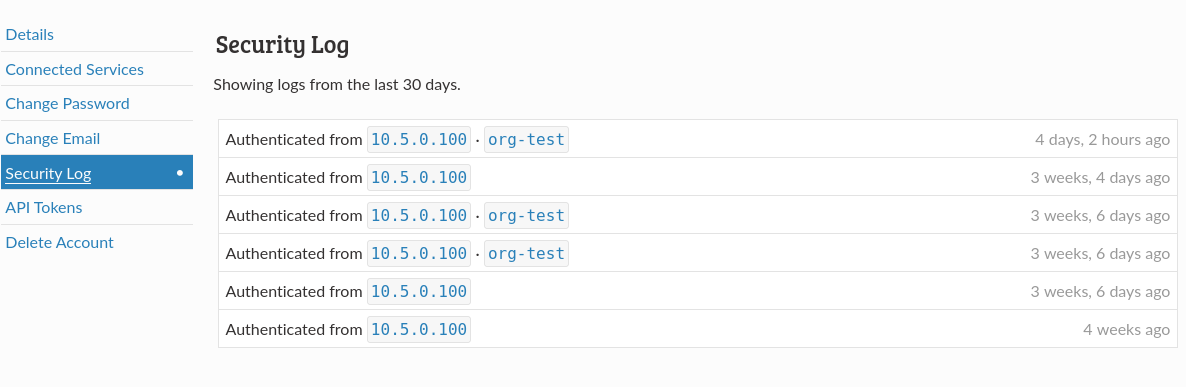 Details
Connected Services
Change Password
Change Email
Security Log
API Tokens
Delete Account
Security Log
Showing logs from the last 30 days.
Authenticated from 10.5.0.100 · org-test 4 days, 2 hours ago
Authenticated from 10.5.0.100 3 weeks, 4 days ago
Authenticated from 10.5.0.100 · org-test 3 weeks, 6 days ago
Authenticated from 10.5.0.100 · org-test 3 weeks, 6 days ago
Authenticated from 10.5.0.100 3 weeks, 6 days ago
Authenticated from 10.5.0.100 4 weeks ago